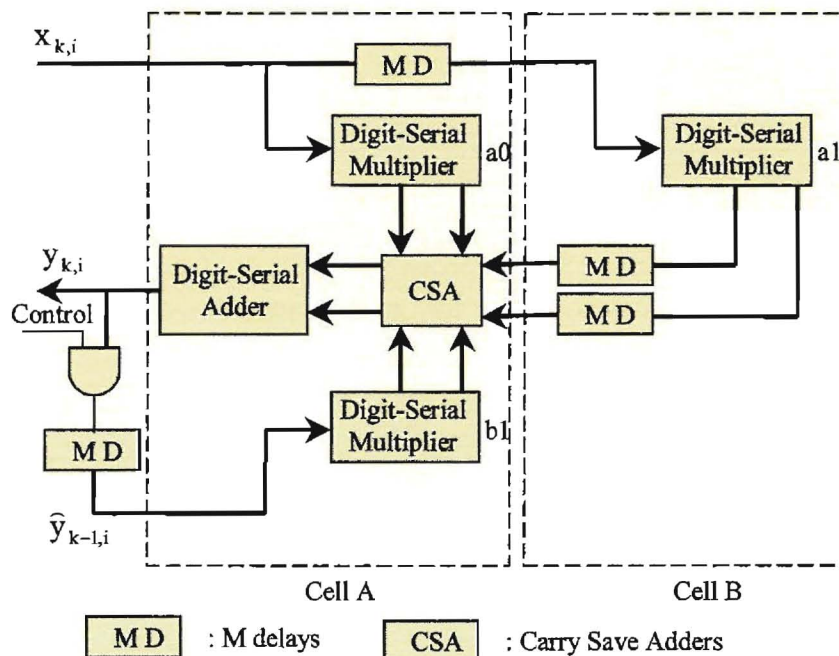 x k,i
M D
Digit-Serial
Multiplier
a0
Digit-Serial
Multiplier
a1
y k,i
Digit-Serial
Adder
CSA
M D
M D
Control
M D
Digit-Serial
Multiplier
b1
ŷ k-1,i
Cell A
Cell B
M D : M delays
CSA : Carry Save Adders